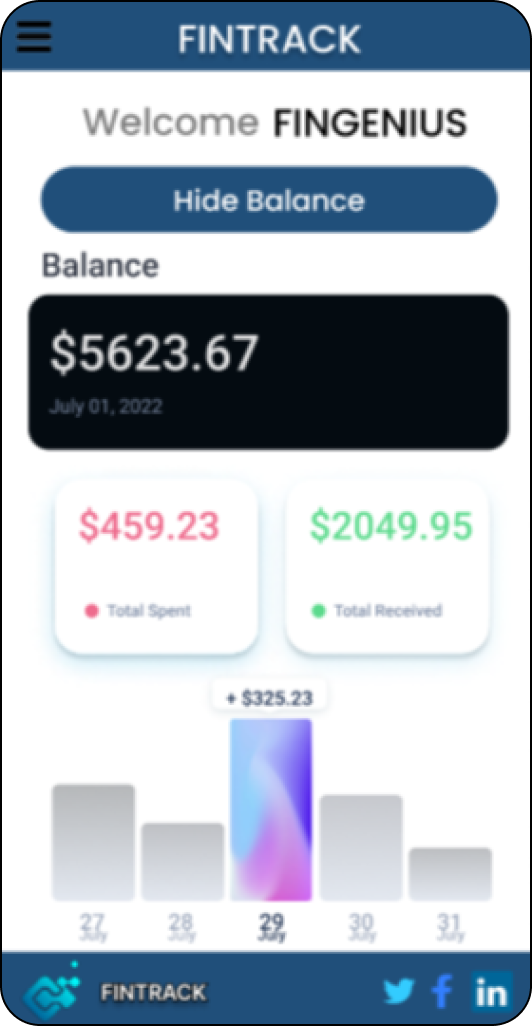 FINTRACK
Welcome FINGENIUS
Hide Balance
Balance
$5623.67
July 01, 2022
$459.23 $2049.95
Total Spent Total Received
+ $325.23
27 28 29 30 31
July July July July July
FINTRACK
in